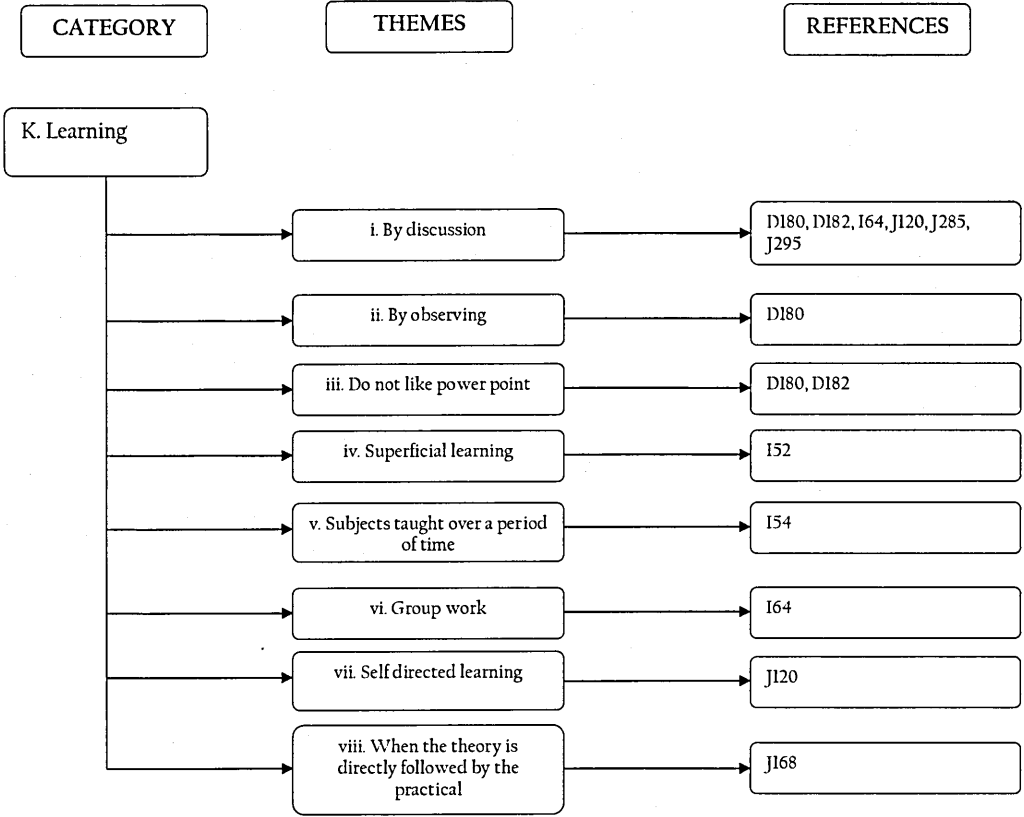 CATEGORY
THEMES
REFERENCES
K. Learning
i. By discussion
D180, D182, I64, J120, J285,
J295
ii. By observing
D180
iii. Do not like power point
D180, D182
iv. Superficial learning
I52
v. Subjects taught over a period
of time
I54
vi. Group work
I64
vii. Self directed learning
J120
viii. When the theory is
directly followed by the
practical
J168